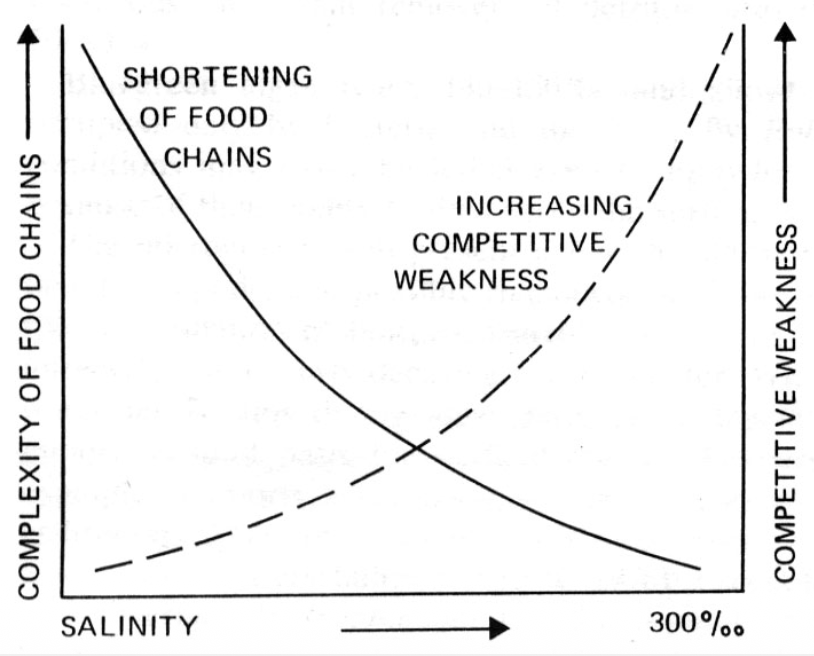 COMPLEXITY OF FOOD CHAINS
SHORTENING
OF FOOD
CHAINS
INCREASING
COMPETITIVE
WEAKNESS
COMPETITIVE WEAKNESS
SALINITY
300‰